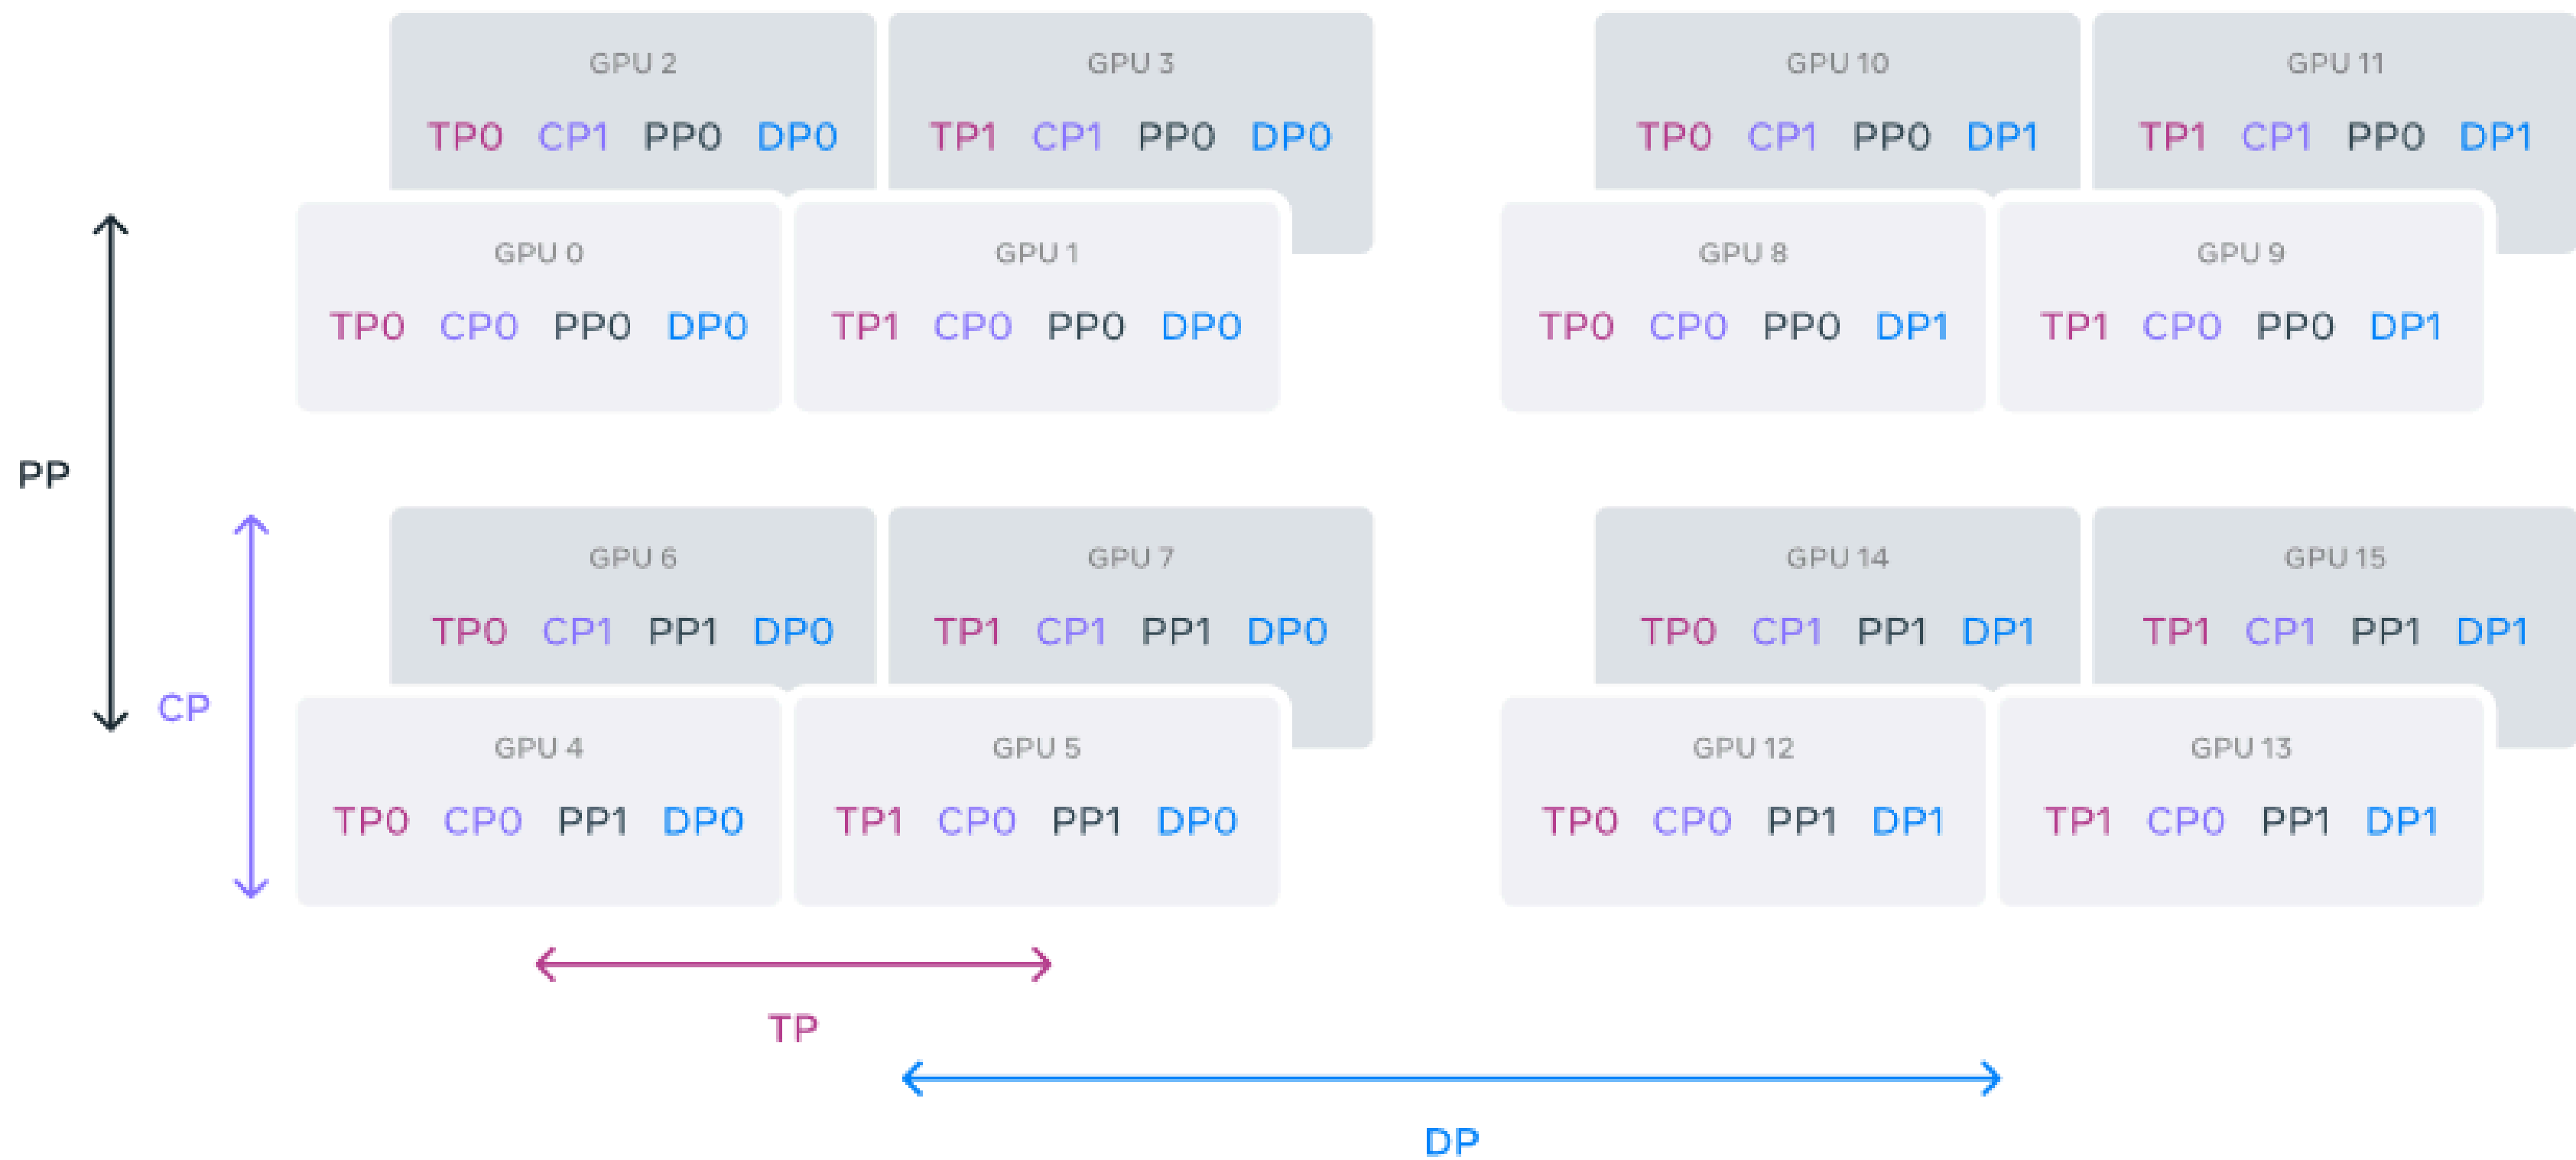 GPU 2 GPU 3 GPU 10 GPU 11
TP0 CP1 PP0 DP0 TP1 CP1 PP0 DP0 TP0 CP1 PP0 DP1 TP1 CP1 PP0 DP1
GPU 0 GPU 1 GPU 8 GPU 9
TP0 CP0 PP0 DP0 TP1 CP0 PP0 DP0 TP0 CP0 PP0 DP1 TP1 CP0 PP0 DP1
PP
GPU 6 GPU 7 GPU 14 GPU 15
TP0 CP1 PP1 DP0 TP1 CP1 PP1 DP0 TP0 CP1 PP1 DP1 TP1 CP1 PP1 DP1
CP
GPU 4 GPU 5 GPU 12 GPU 13
TP0 CP0 PP1 DP0 TP1 CP0 PP1 DP0 TP0 CP0 PP1 DP1 TP1 CP0 PP1 DP1
TP
DP